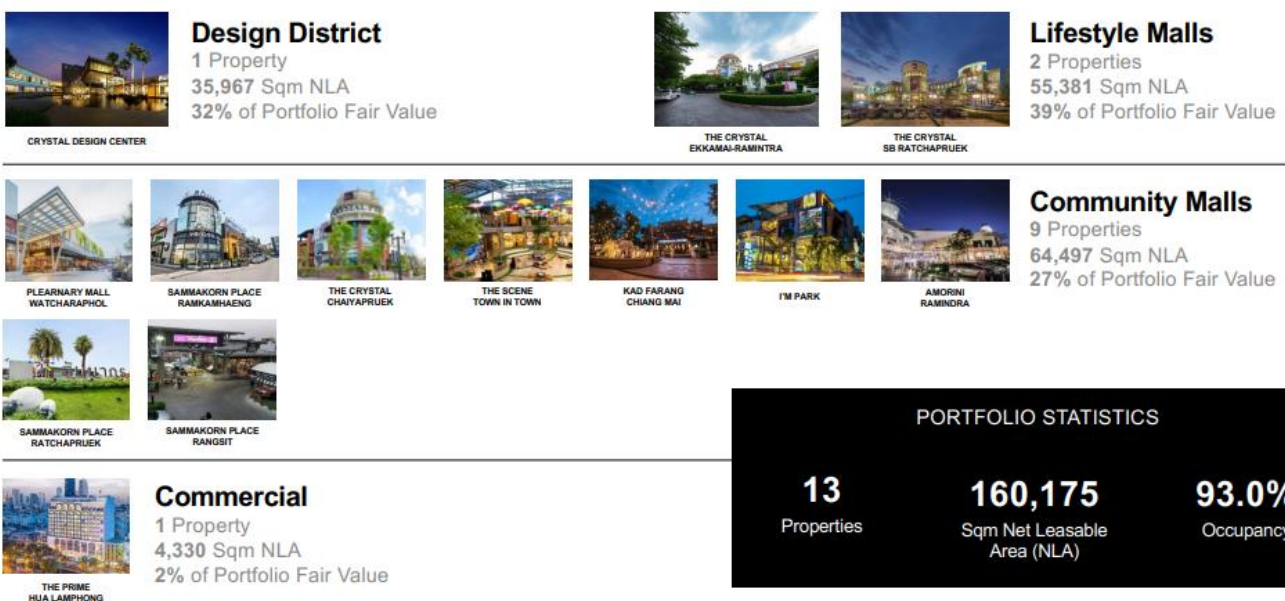 Design District
1 Property
35,967 Sqm NLA
32% of Portfolio Fair Value
CRYSTAL DESIGN CENTER
THE CRYSTAL
EKKAMAI-RAMINTRA
THE CRYSTAL
SB RATCHAPRUEK
Lifestyle Malls
2 Properties
55,381 Sqm NLA
39% of Portfolio Fair Value
PLEARNARY MALL
WATCHARAPHOL
SAMMAKORN PLACE
RAMKAMHAENG
THE CRYSTAL
CHAIYAPRUEK
THE SCENE
TOWN IN TOWN
KAD FARANG
CHIANG MAI
I'M PARK
AMORINI
RAMINDRA
Community Malls
9 Properties
64,497 Sqm NLA
27% of Portfolio Fair Value
SAMMAKORN PLACE
RATCHAPRUEK
SAMMAKORN PLACE
RANGSIT
Commercial
1 Property
4,330 Sqm NLA
2% of Portfolio Fair Value
THE PRIME
HUA LAMPHONG
PORTFOLIO STATISTICS
13
Properties
160,175
Sqm Net Leasable
Area (NLA)
93.0%
Occupancy